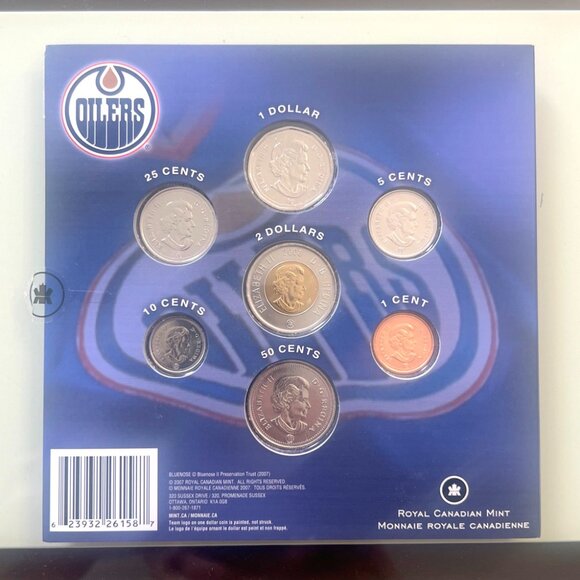 OILERS
1 DOLLAR
25 CENTS
5 CENTS
2 DOLLARS
ELIZABETH II D·G·REGINA
10 CENTS
1 CENT
50 CENTS
ELIZABETH II D·G·REGINA
BLUENOSE © Bluenose II Preservation Trust (2007)
© 2007 ROYAL CANADIAN MINT. ALL RIGHTS RESERVED
© MONNAIE ROYALE CANADIENNE 2007. TOUS DROITS RÉSERVÉS.
320 SUSSEX DRIVE / 320, PROMENADE SUSSEX
OTTAWA, ONTARIO K1A 0G8
1-800-267-1871
MINT.CA / MONNAIE.CA
Team logo on one dollar coin is painted, not struck.
Le logo de l'équipe ornant le dollar est peint et non frappé.
6 23932 26158 7
ROYAL CANADIAN MINT
MONNAIE ROYALE CANADIENNE